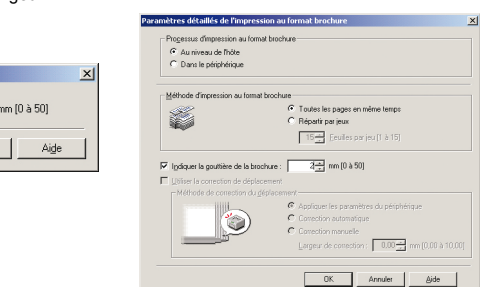 Paramètres détaillés de l'impression au format brochure
Processus d'impression au format brochure
Au niveau de l'hôte
Dans le périphérique
mm [0 à 50]
Aide
Méthode d'impression au format brochure
Toutes les pages en même temps
Répartir par jeux
15 Feuilles par jeu [1 à 15]
Indiquer la gouttière de la brochure : 2 mm [0 à 50]
Utiliser la correction de déplacement
Méthode de correction du déplacement
Appliquer les paramètres du périphérique
Correction automatique
Correction manuelle
Largeur de correction : 0.00 mm [0.00 à 10.00]
OK Annuler Aide